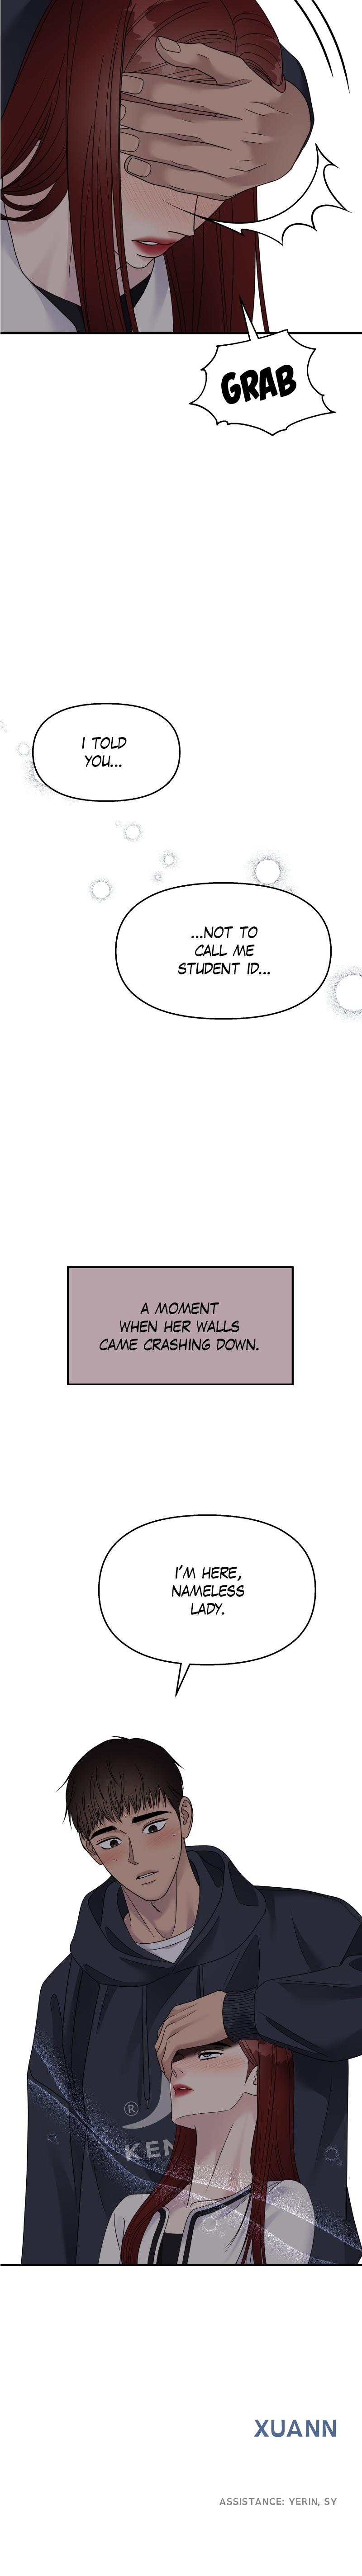 GRAB
I TOLD
YOU...
...NOT TO
CALL ME
STUDENT ID...
A MOMENT
WHEN HER WALLS
CAME CRASHING DOWN.
I'M HERE,
NAMELESS
LADY.
®
KEN
XUANN
ASSISTANCE: YERIN, SY